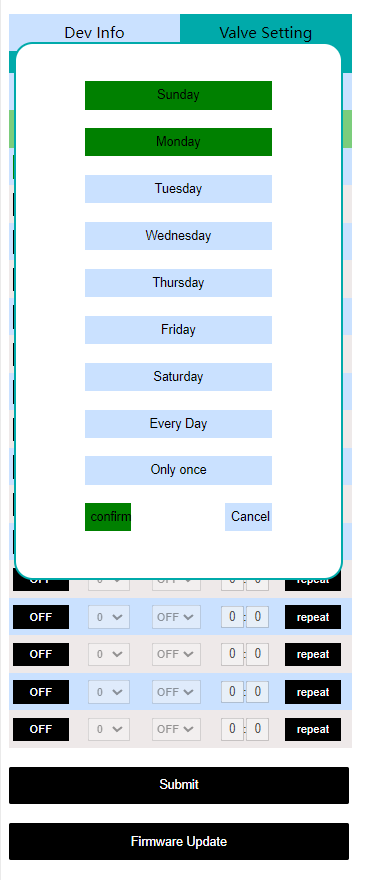 Dev Info Valve Setting
Sunday
Monday
Tuesday
Wednesday
Thursday
Friday
Saturday
Every Day
Only once
confirm Cancel
OFF 0 OFF 0 : 0 repeat
OFF 0 OFF 0 : 0 repeat
OFF 0 OFF 0 : 0 repeat
OFF 0 OFF 0 : 0 repeat
OFF 0 OFF 0 : 0 repeat
Submit
Firmware Update